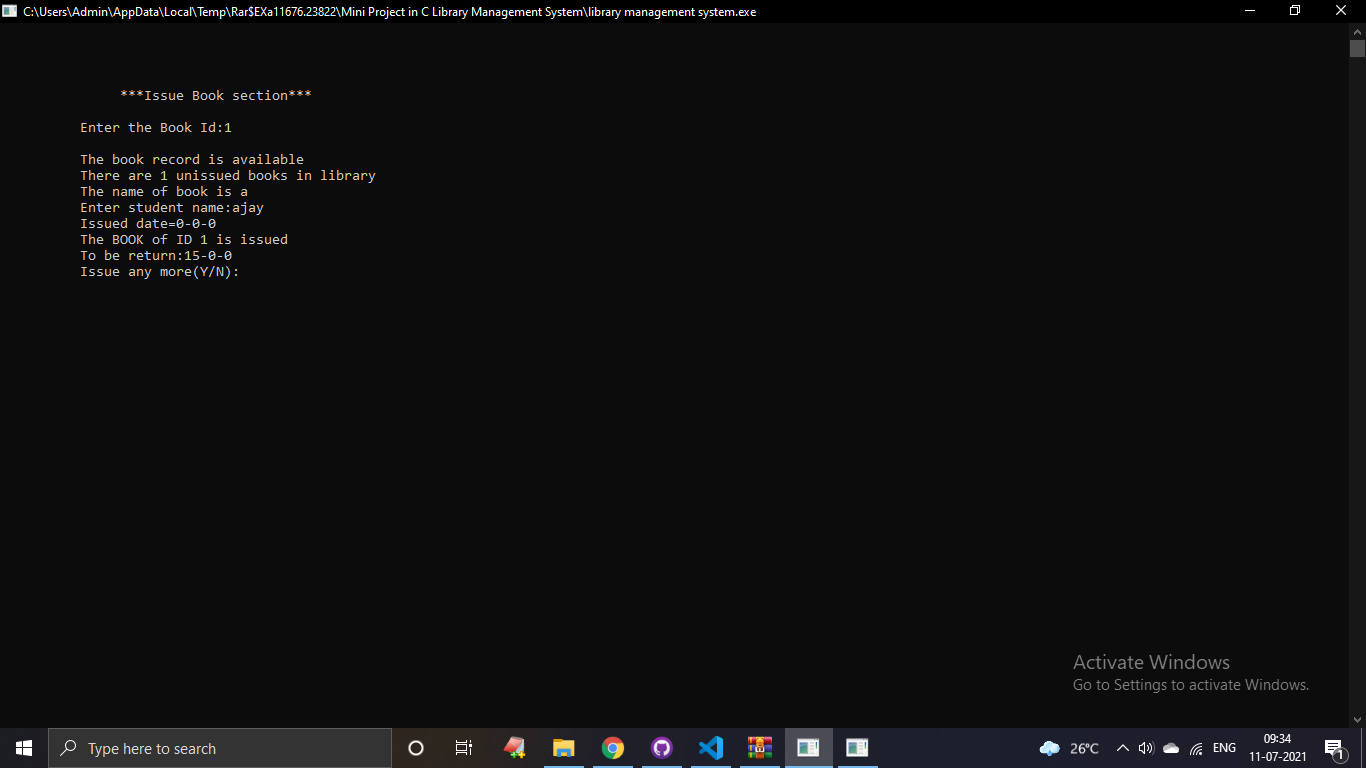 C:\Users\Admin\AppData\Local\Temp\Rar$EXa11676.23822\Mini Project in C Library Management System\library management system.exe
***Issue Book section***
Enter the Book Id:1
The book record is available
There are 1 unissued books in library
The name of book is a
Enter student name:ajay
Issued date=0-0-0
The BOOK of ID 1 is issued
To be return:15-0-0
Issue any more(Y/N):
Activate Windows
Go to Settings to activate Windows.
Type here to search
26°C
ENG
09:34
11-07-2021
1